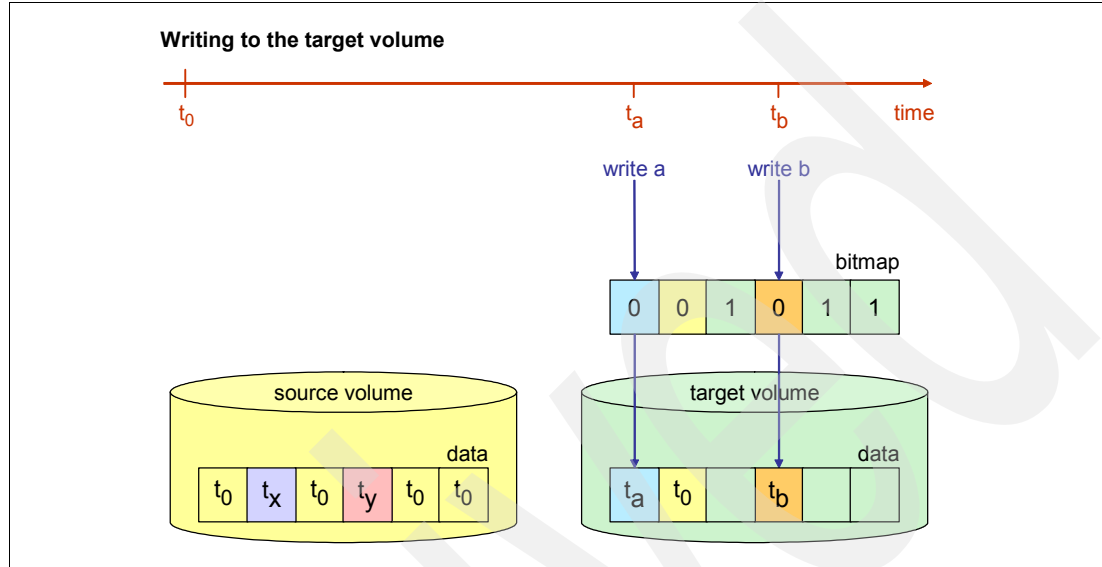 Writing to the target volume
t0 ta tb time
write a write b
bitmap
0 0 1 0 1 1
source volume target volume
data data
t0 tx t0 ty t0 t0 ta t0 tb